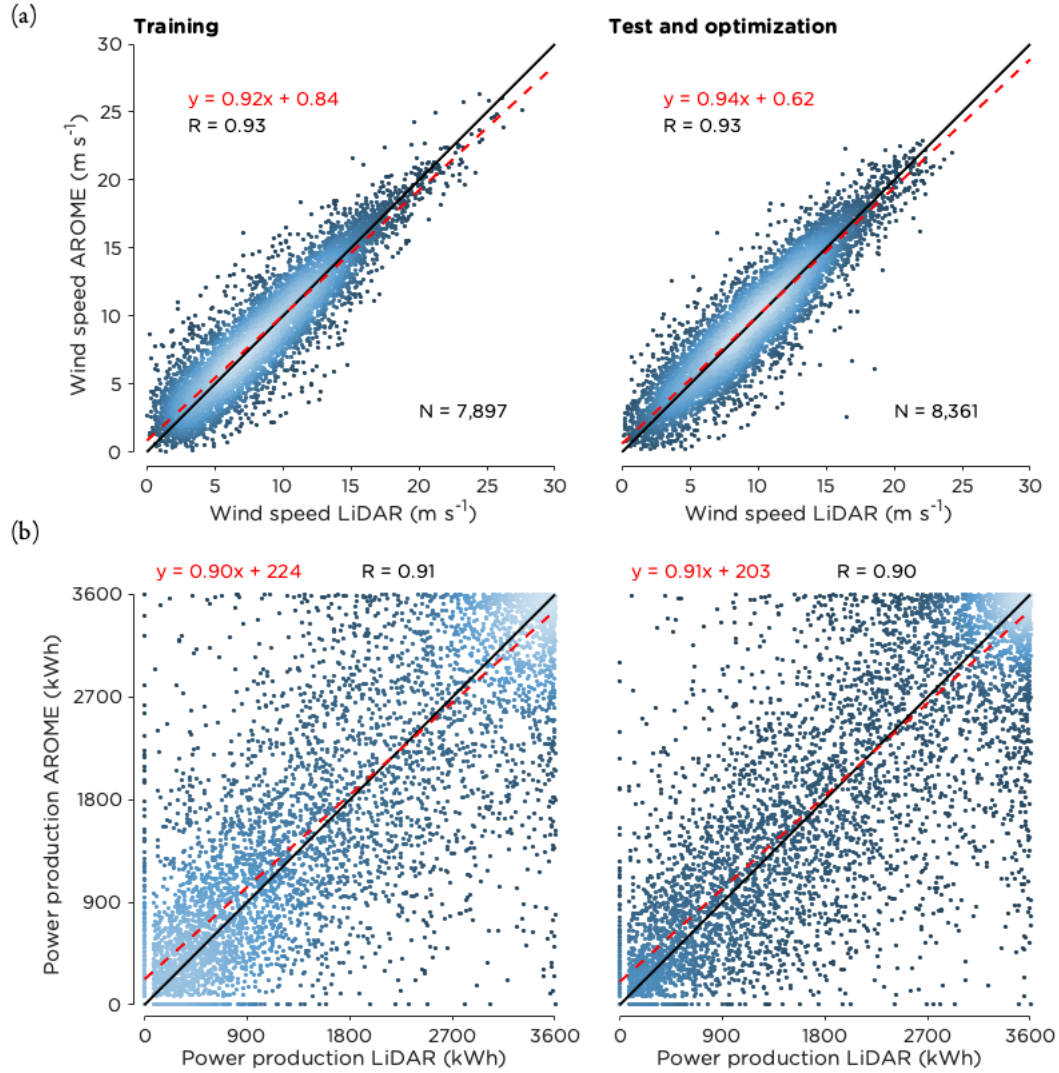 (a)
Training
Test and optimization
30
25
20
15
10
5
0
Wind speed AROME (m s⁻¹)
y = 0.92x + 0.84
R = 0.93
N = 7,897
y = 0.94x + 0.62
R = 0.93
N = 8,361
0 5 10 15 20 25 30
Wind speed LiDAR (m s⁻¹)
0 5 10 15 20 25 30
Wind speed LiDAR (m s⁻¹)
(b)
y = 0.90x + 224 R = 0.91
y = 0.91x + 203 R = 0.90
3600
2700
1800
900
0
Power production AROME (kWh)
0 900 1800 2700 3600
Power production LiDAR (kWh)
0 900 1800 2700 3600
Power production LiDAR (kWh)